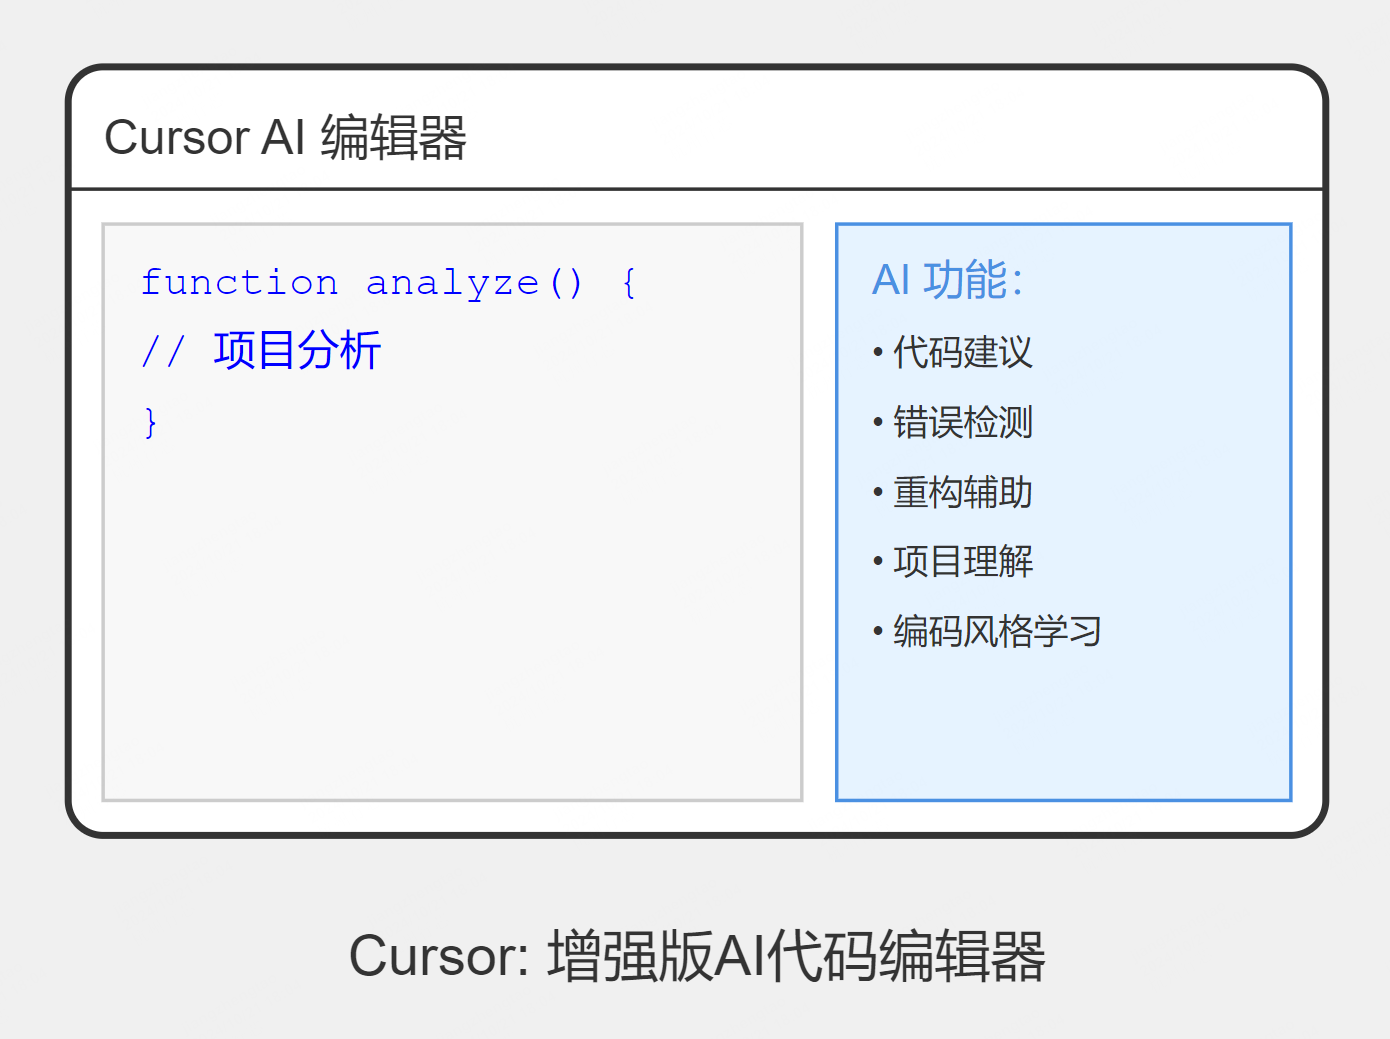 Cursor AI 编辑器
function analyze() {
// 项目分析
}
AI 功能：
• 代码建议
• 错误检测
• 重构辅助
• 项目理解
• 编码风格学习
Cursor: 增强版AI代码编辑器